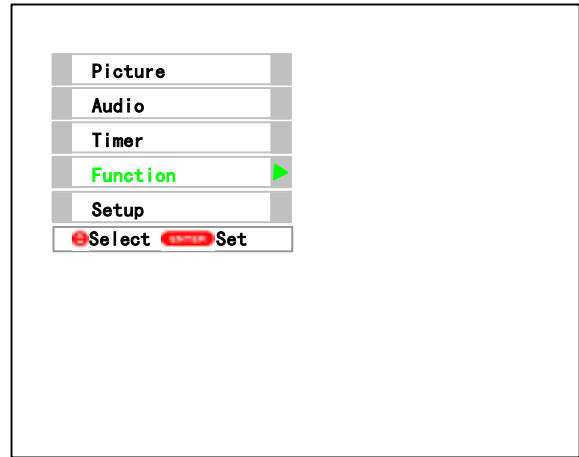 Picture
Audio
Timer
Function
Setup
Select ENTER Set